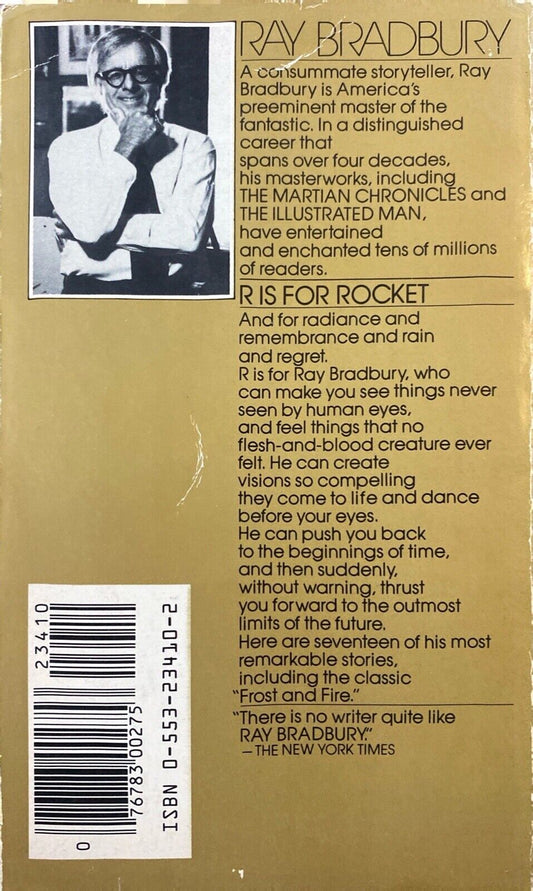 RAY BRADBURY
A consummate storyteller, Ray
Bradbury is America's
preeminent master of the
fantastic. In a distinguished
career that
spans over four decades,
his masterworks, including
THE MARTIAN CHRONICLES and
THE ILLUSTRATED MAN,
have entertained
and enchanted tens of millions
of readers.
R IS FOR ROCKET
And for radiance and
remembrance and rain
and regret.
R is for Ray Bradbury, who
can make you see things never
seen by human eyes,
and feel things that no
flesh-and-blood creature ever
felt. He can create
visions so compelling
they come to life and dance
before your eyes.
He can push you back
to the beginnings of time,
and then suddenly,
without warning, thrust
you forward to the outmost
limits of the future.
Here are seventeen of his most
remarkable stories,
including the classic
"Frost and Fire."
"There is no writer quite like
RAY BRADBURY."
—THE NEW YORK TIMES
23410
0 76783 00275
ISBN 0-553-23410-2